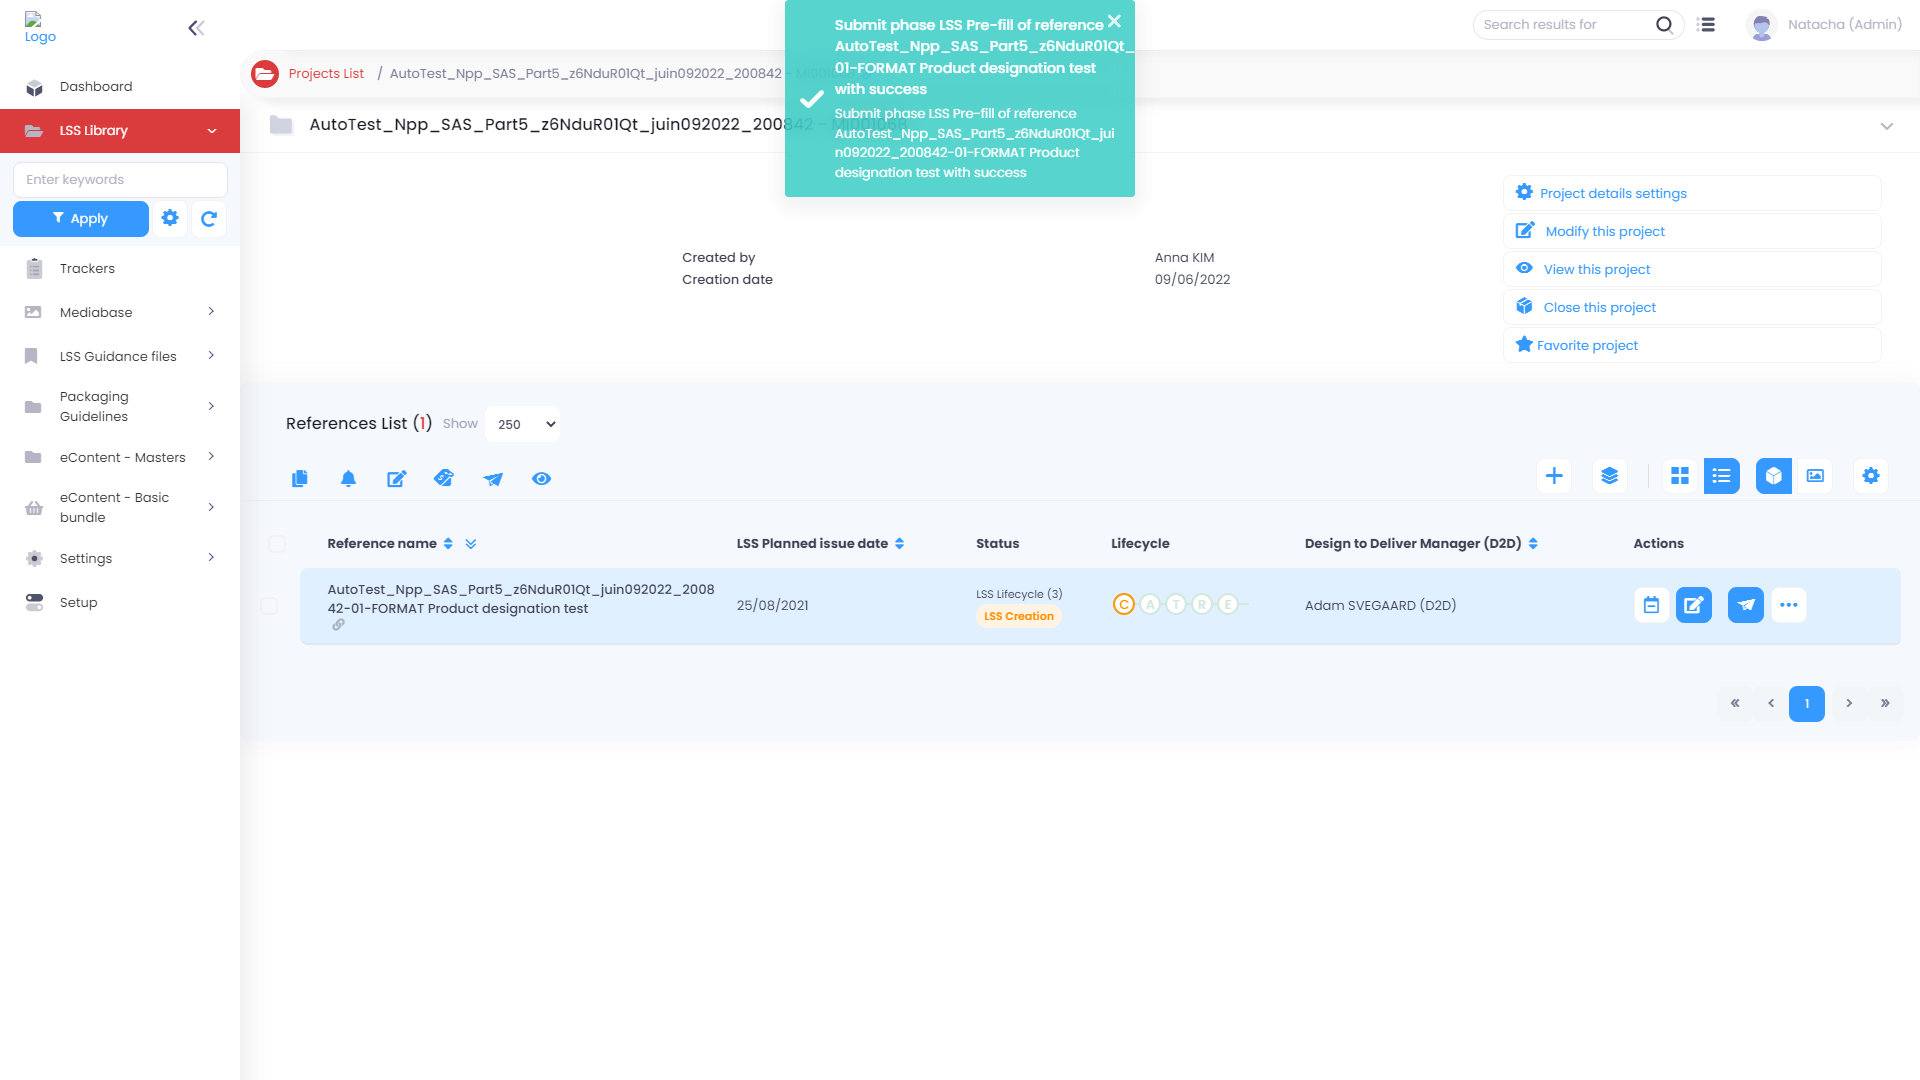 Logo
Dashboard
LSS Library
Enter keywords
Apply
Trackers
Mediabase
LSS Guidance files
Packaging
Guidelines
eContent - Masters
eContent - Basic
bundle
Settings
Setup
Search results for
Natacha (Admin)
Projects List / AutoTest_Npp_SAS_Part5_z6NduR01Qt_juin092022_200842 -
AutoTest_Npp_SAS_Part5_z6NduR01Qt_juin092022_200842 -
Submit phase LSS Pre-fill of reference
AutoTest_Npp_SAS_Part5_z6NduR01Qt_
01-FORMAT Product designation test
with success
Submit phase LSS Pre-fill of reference
AutoTest_Npp_SAS_Part5_z6NduR01Qt_jui
n092022_200842-01-FORMAT Product
designation test with success
Created by Anna KIM
Creation date 09/06/2022
Project details settings
Modify this project
View this project
Close this project
Favorite project
References List (1) Show 250
Reference name LSS Planned issue date Status Lifecycle Design to Deliver Manager (D2D) Actions
AutoTest_Npp_SAS_Part5_z6NduR01Qt_juin092022_2008
42-01-FORMAT Product designation test
25/08/2021
LSS Lifecycle (3)
LSS Creation
C A T R E
Adam SVEGAARD (D2D)
« ‹ 1 › »